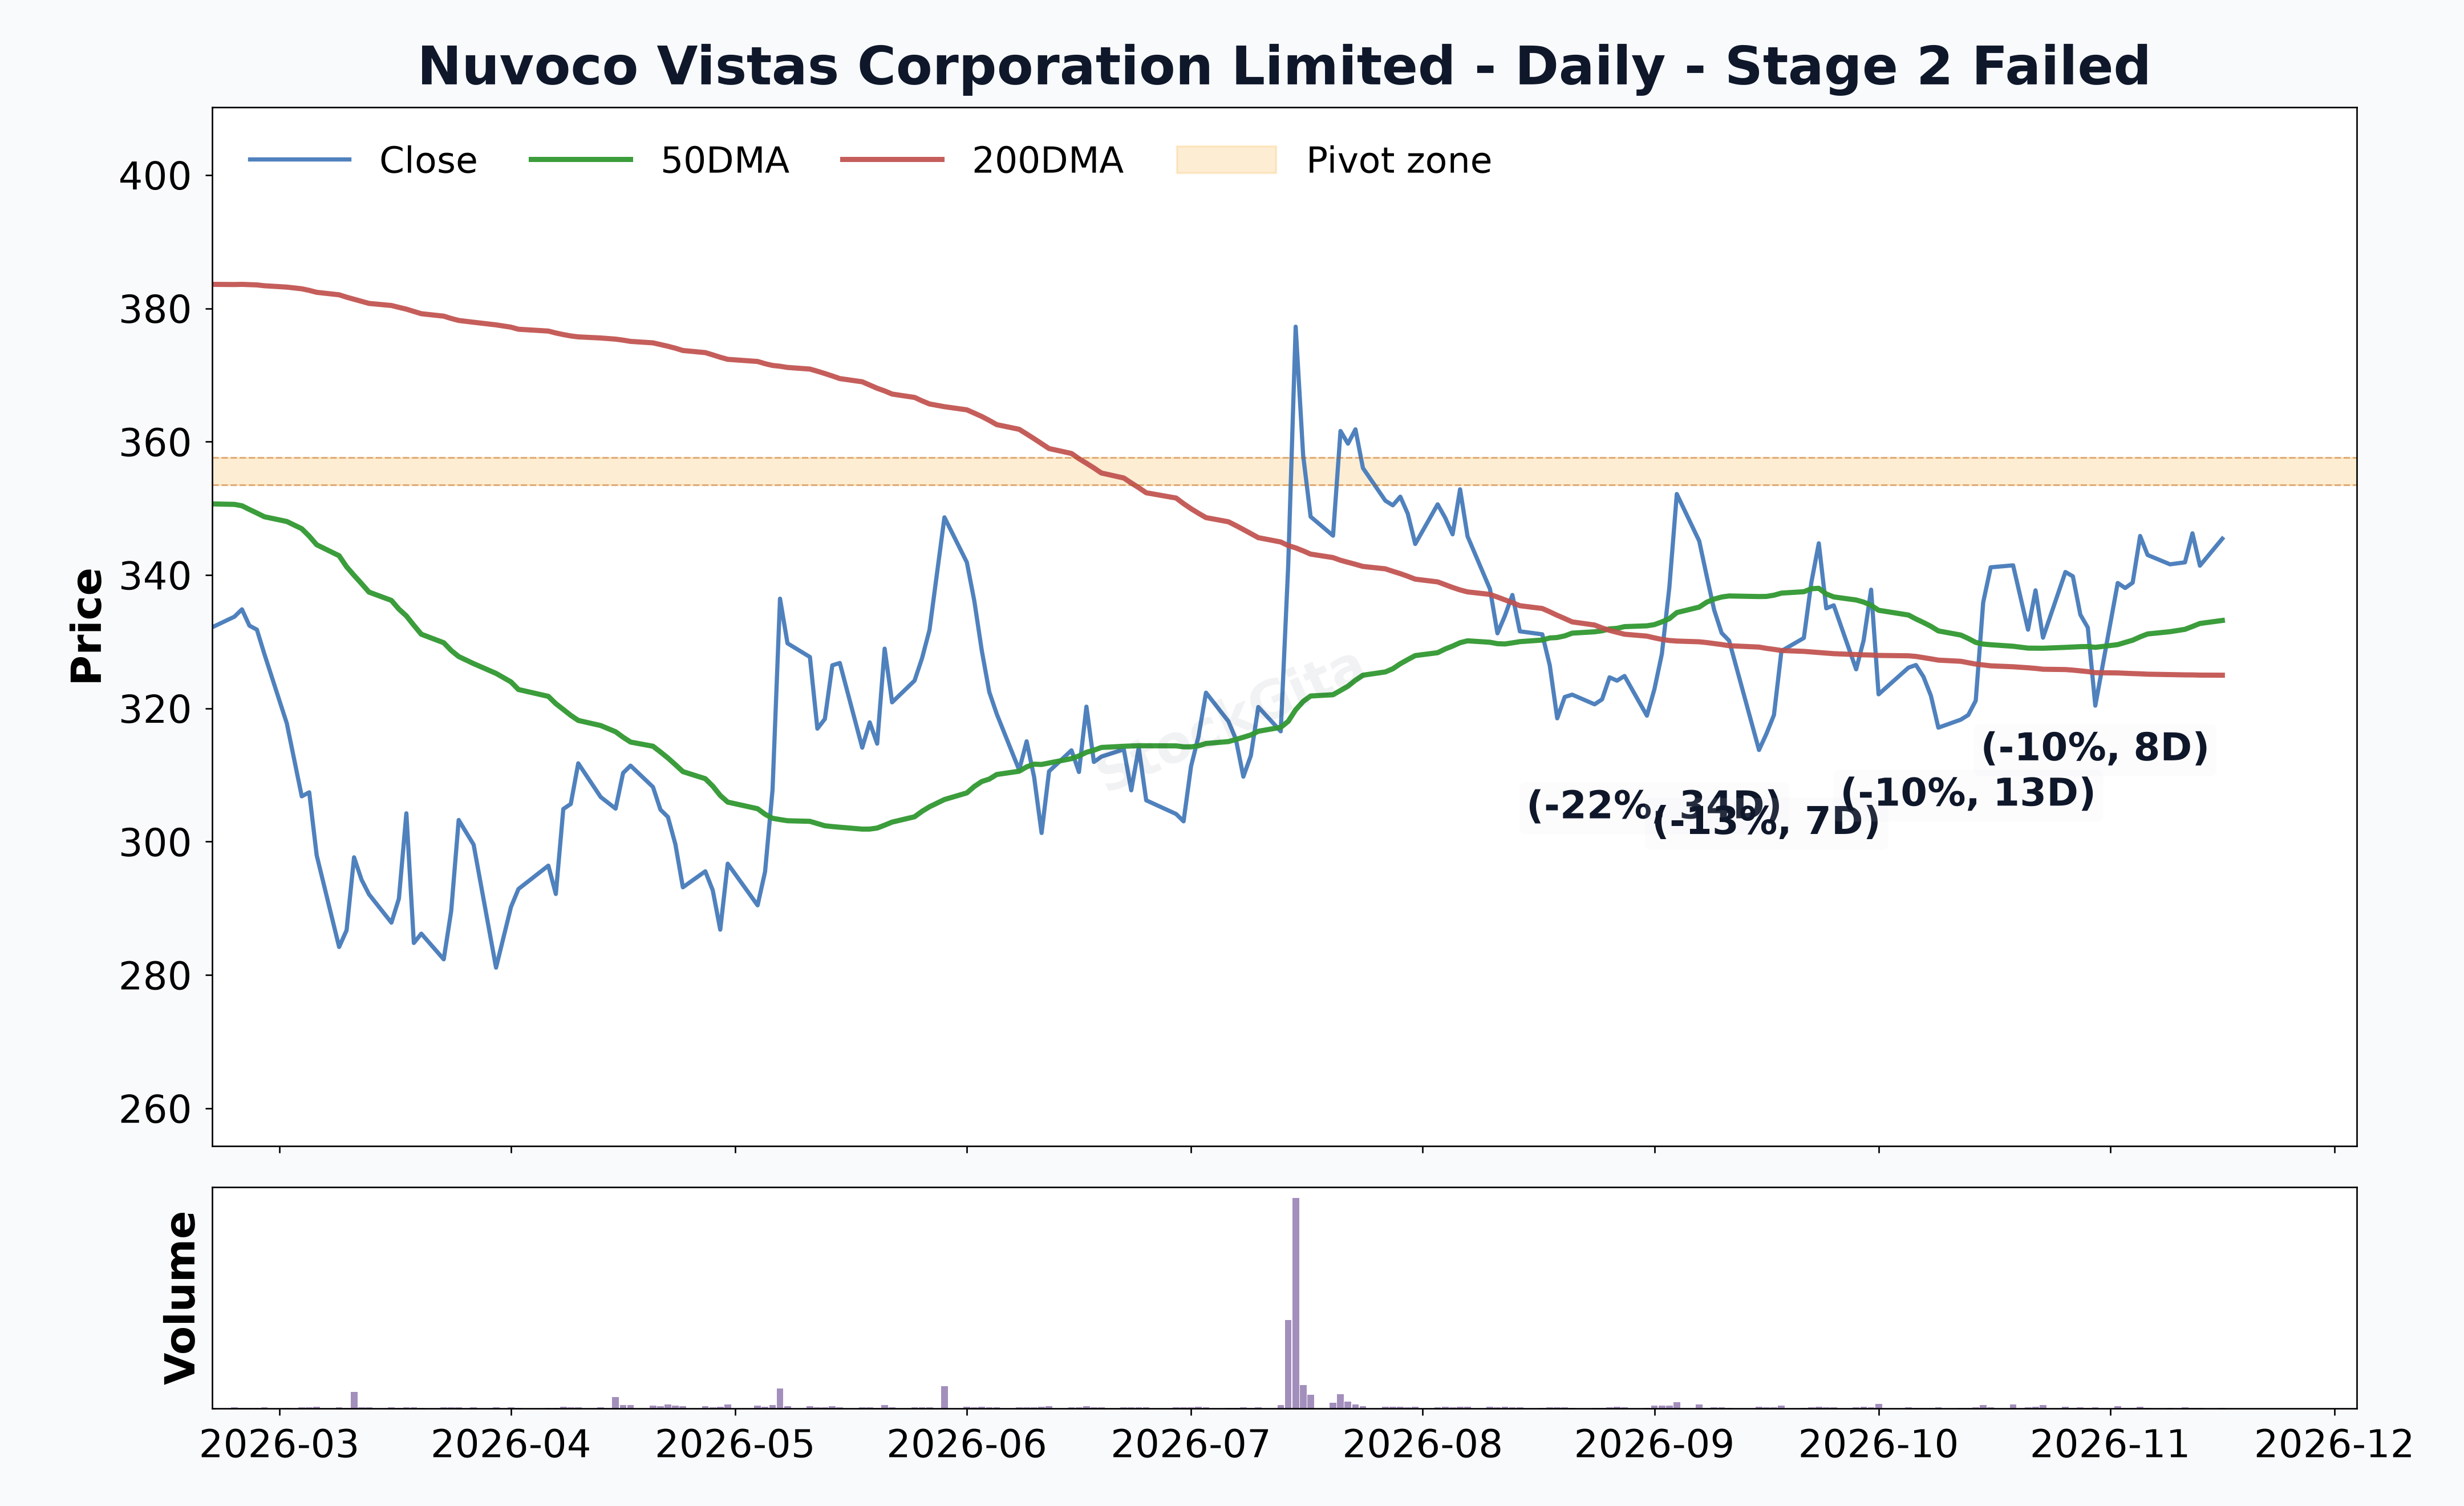 Nuvoco Vistas Corporation Limited - Daily - Stage 2 Failed
Close 50DMA 200DMA Pivot zone
Price
400
380
360
340
320
300
280
260
StockGita
(-10%, 8D)
(-10%, 13D)
(-22%, 34D)
(-13%, 7D)
Volume
2026-03 2026-04 2026-05 2026-06 2026-07 2026-08 2026-09 2026-10 2026-11 2026-12